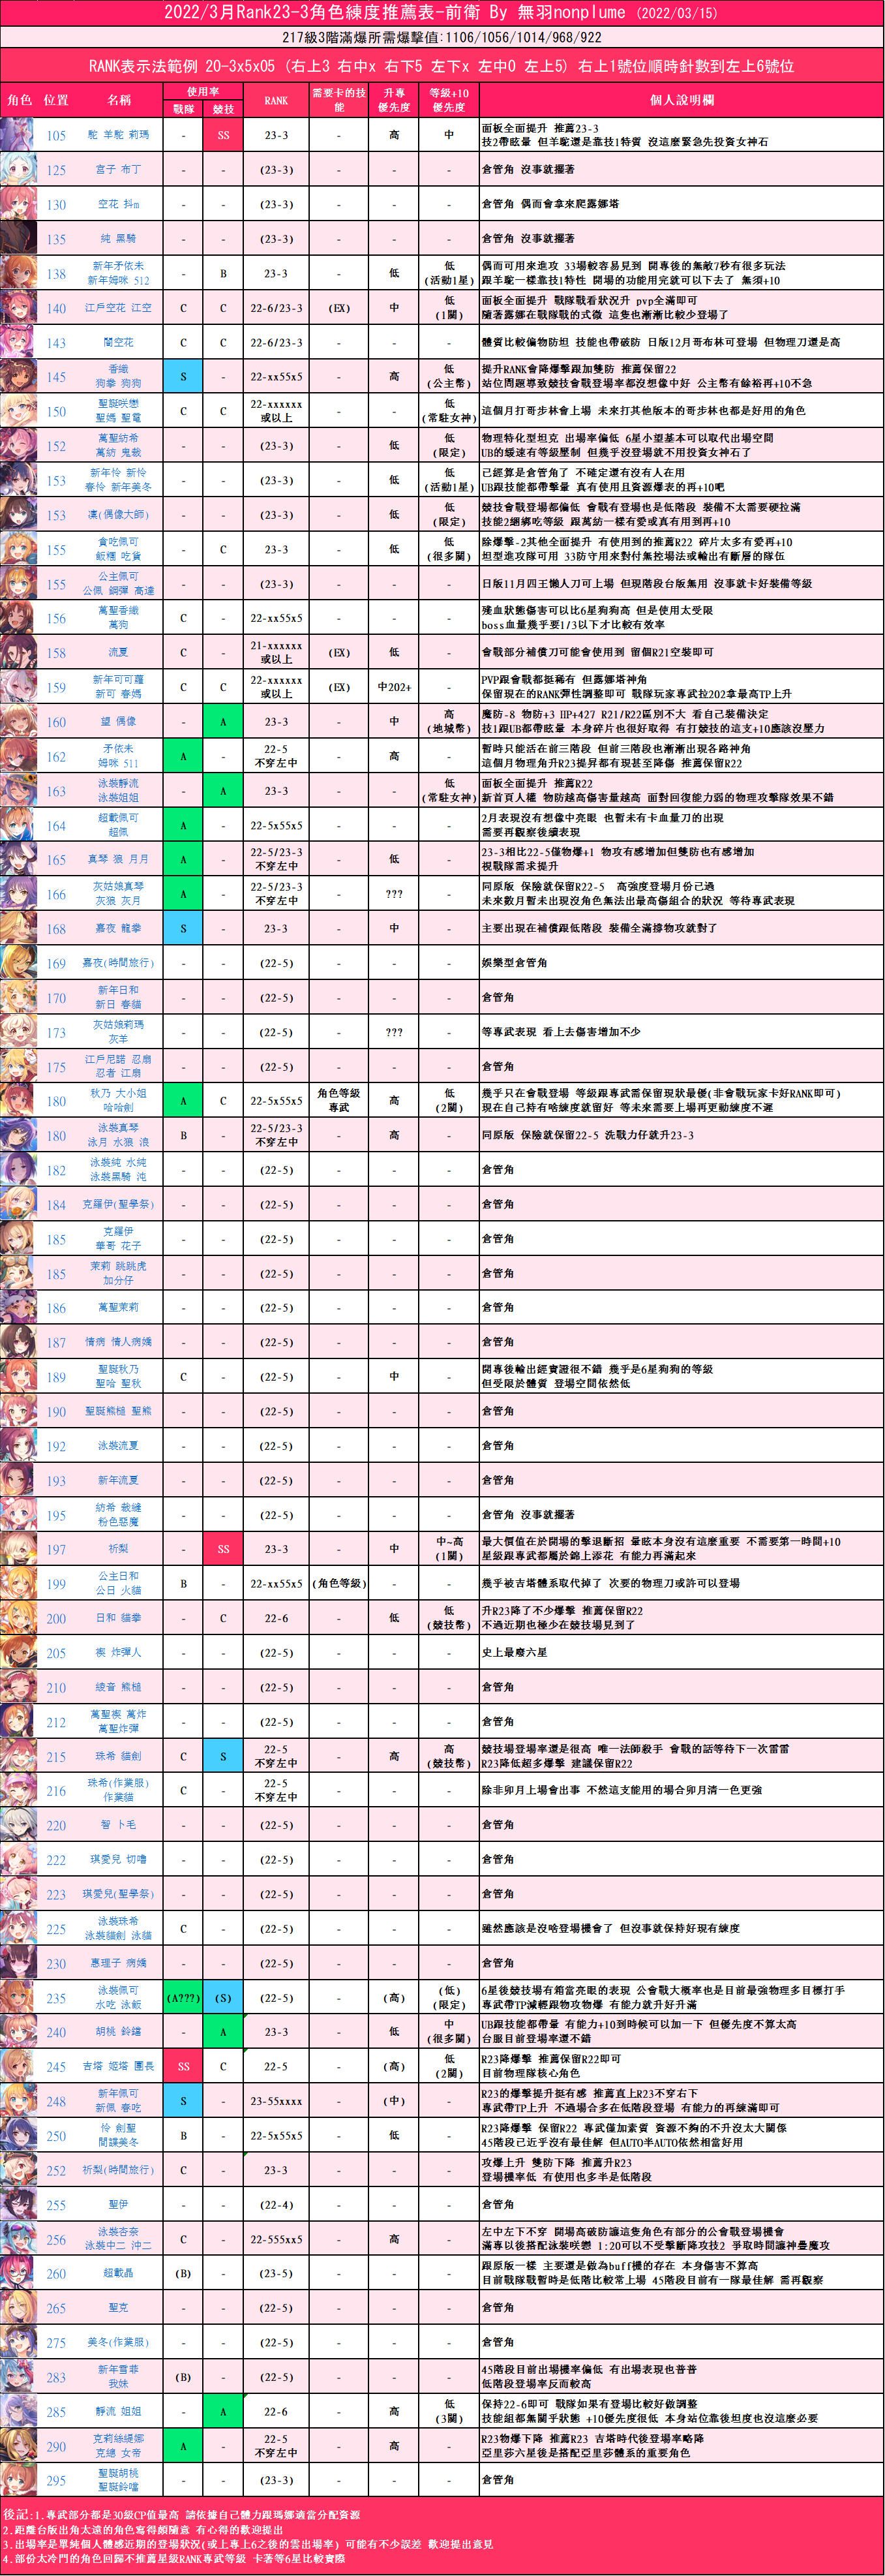 2022/3月Rank23-3角色練度推薦表-前衛 By 無羽nonplume (2022/03/15)
217級3階滿爆所需爆擊值:1106/1056/1014/968/922
RANK表示法範例 20-3x5x05 (右上3 右中x 右下5 左下x 左中0 左上5) 右上1號位順時針數到左上6號位
角色 位置 名稱 使用率 戰隊 競技 RANK 需要卡的技能 升專優先度 等級+10優先度 個人說明欄
105 駝 羊駝 莉瑪 - SS 23-3 - 高 中 面板全面提升 推薦23-3
技2帶眩暈 但羊駝還是靠技1特質 沒這麼緊急先投資女神石
125 宮子 布丁 - - (23-3) - - - 倉管角 沒事就擺著
130 空花 抖m - - (23-3) - - - 倉管角 偶而會拿來爬露娜塔
135 純 黑騎 - - (23-3) - - - 倉管角 沒事就擺著
138 新年矛依未 新年姆咪 512 - B 23-3 - 低 低 (活動1星) 偶而可用來進攻 33場較容易見到 開專後的無敵7秒有很多玩法
跟羊駝一樣靠技1特性 開場的功能用完就可以下去了 無須+10
140 江戶空花 江空 C C 22-6/23-3 (EX) 中 低 (1關) 面板全面提升 戰隊戰看狀況升 pvp全滿即可
隨著露娜在戰隊戰的式微 這隻也漸漸比較少登場了
143 闇空花 C C 22-6/23-3 - - - 體質比較偏物防坦 技能也帶破防 日版12月哥布林可登場 但物理刀還是高
145 香織 狗拳 狗狗 S - 22-xx55x5 - 高 低 (公主幣) 提升RANK會降爆擊跟加雙防 推薦保留22
站位問題導致競技會戰登場率都沒想像中好 公主幣有餘裕再+10不急
150 聖誕咲戀 聖媽 聖電 C C 22-xxxxxx 或以上 - - 低 (常駐女神) 這個月打哥步林會上場 未來打其他版本的哥步林也都是好用的角色
152 萬聖紡希 萬紡 鬼裁 - - (23-3) - 低 低 (限定) 物理特化型坦克 出場率偏低 6星小望基本可以取代出場空間
UB的緩速有等級壓制 但幾乎沒登場就不用投資女神石了
153 新年怜 新怜 春怜 新年美冬 - - (23-3) - 低 低 (活動1星) 已經算是倉管角了 不確定還有沒有人在用
UB跟技能都帶擊暈 真有使用且資源爆表的再+10吧
153 凜(偶像大師) - - (23-3) - 低 低 (限定) 競技會戰登場都偏低 會戰有登場也是低階段 裝備不太需要硬拉滿
技能2綑綁吃等級 跟萬紡一樣有愛或真有用到再+10
155 貪吃佩可 飯糰 吃貨 - C 23-3 - 低 低 (很多關) 除爆擊-2其他全面提升 有使用到的推薦R22 碎片太多有愛再+10
坦型進攻隊可用 33防守用來對付無控場法或輸出有斷層的隊伍
155 公主佩可 公佩 鋼彈 高達 - - (23-3) - - - 日版11月四王懶人刀可上場 但現階段台版無用 沒事就卡好裝備等級
156 萬聖香織 萬狗 C - 22-xx55x5 - - - 殘血狀態傷害可以比6星狗狗高 但是使用太受限
boss血量幾乎要1/3以下才比較有效率
158 流夏 C - 21-xxxxxx 或以上 (EX) 低 - 會戰部分補償刀可能會使用到 留個R21空裝即可
159 新年可可蘿 新可 春媽 C C 22-xxxxxx 或以上 (EX) 中202+ - PVP跟會戰都挺稀有 但露娜塔神角
保留現在的RANK彈性調整即可 戰隊玩家專武拉202拿最高TP上升
160 望 偶像 - A 23-3 - 中 高 (地城幣) 魔防-8 物防+3 HP+427 R21/R22區別不大 看自己裝備決定
技1跟UB都帶眩暈 本身碎片也很好取得 有打競技的這支+10應該沒壓力
162 矛依未 姆咪 511 A - 22-5 不穿左中 - 高 - 暫時只能活在前三階段 但前三階段也漸漸出現各路神角
這個月物理角升R23提昇都有限甚至降傷 推薦保留R22
163 泳裝靜流 泳裝姐姐 - A 23-3 - - 低 (常駐女神) 面板全面提升 推薦R22
新首頁人權 物防越高傷害量越高 面對回復能力弱的物理攻擊隊效果不錯
164 超載佩可 超佩 A - 22-5x55x5 - - - 2月表現沒有想像中亮眼 也暫未有卡血量刀的出現
需要再觀察後續表現
165 真琴 狼 月月 A - 22-5/23-3 不穿左中 - 低 - 23-3相比22-5僅物爆+1 物攻有感增加但雙防也有感增加
視戰隊需求提升
166 灰姑娘真琴 灰狼 灰月 A - 22-5/23-3 不穿左中 - ??? - 同原版 保險就保留R22-5 高強度登場月份已過
未來數月暫未出現沒角色無法出最高傷組合的狀況 等待專武表現
168 嘉夜 龍拳 S - 23-3 - 中 - 主要出現在補償跟低階段 裝備全滿撐物攻就對了
169 嘉夜(時間旅行) - - (22-5) - - - 娛樂型倉管角
170 新年日和 新日 春貓 - - (22-5) - - - 倉管角
173 灰姑娘莉瑪 灰羊 - - (22-5) - ??? - 等專武表現 看上去傷害增加不少
175 江戶尼諾 忍扇 忍者 江扇 - - (22-5) - - - 倉管角
180 秋乃 大小姐 哈哈劍 A C 22-5x55x5 角色等級 專武 高 低 (2關) 幾乎只在會戰登場 等級跟專武需保留現狀最優(非會戰玩家卡好RANK即可)
現在自己持有啥練度就留好 等未來需要上場再更動練度不遲
180 泳裝真琴 泳月 水狼 浪 B - 22-5/23-3 不穿左中 - 高 - 同原版 保險就保留22-5 洗戰力仔就升23-3
182 泳裝純 水純 泳裝黑騎 沌 - - (22-5) - - - 倉管角
184 克羅伊(聖學祭) - - (22-5) - - - 倉管角
185 克羅伊 華哥 花子 - - (22-5) - - - 倉管角
185 茉莉 跳跳虎 加分仔 - - (22-5) - - - 倉管角
186 萬聖茉莉 - - (22-5) - - - 倉管角
187 情病 情人病嬌 - - (22-5) - - - 倉管角
189 聖誕秋乃 聖哈 聖秋 C - (22-5) - 中 - 開專後輸出經實證很不錯 幾乎是6星狗狗的等級
但受限於體質 登場空間依然低
190 聖誕熊槌 聖熊 - - (22-5) - - - 倉管角
192 泳裝流夏 - - (22-5) - - - 倉管角
193 新年流夏 - - (22-5) - - - 倉管角
195 紡希 裁縫 粉色惡魔 - - (22-5) - - - 倉管角 沒事就擺著
197 祈梨 - SS 23-3 - 中 中~高 (1關) 最大價值在於開場的擊退斷招 暈眩本身沒有這麼重要 不需要第一時間+10
星級跟專武都屬於錦上添花 有能力再滿起來
199 公主日和 公日 火貓 B - 22-xx55x5 (角色等級) - - 幾乎被吉塔體系取代掉了 次要的物理刀或許可以登場
200 日和 貓拳 - C 22-6 - 低 低 (競技幣) 升R23降了不少爆擊 推薦保留R22
不過近期也極少在競技場見到了
205 禊 炸彈人 - - (22-5) - - - 史上最廢六星
210 綾音 熊槌 - - (22-5) - - - 倉管角
212 萬聖禊 萬炸 萬聖炸彈 - - (22-5) - - - 倉管角
215 珠希 貓劍 C S 22-5 不穿左中 - 高 高 (競技幣) 競技場登場率還是很高 唯一法師殺手 會戰的話等待下一次雷雷
R23降低超多爆擊 建議保留R22
216 珠希(作業服) 作業貓 C - 22-5 不穿左中 - - - 除非卯月上場會出事 不然這支能用的場合卯月清一色更強
220 智 卜毛 - - (22-5) - - - 倉管角
222 琪愛兒 切嚕 - - (22-5) - - - 倉管角
223 琪愛兒(聖學祭) - - (22-5) - - - 倉管角
225 泳裝珠希 泳裝貓劍 泳貓 C - (22-5) - - - 雖然應該是沒啥登場機會了 但沒事就保持好現有練度
230 惠理子 病嬌 - - (22-5) - - - 倉管角
235 泳裝佩可 水吃 泳飯 (A???) (S) (22-5) - (高) (低) (限定) 6星後競技場有相當亮眼的表現 公會戰大概率也是目前最強物理多目標打手
專武帶TP減輕跟物攻物爆 有能力就升好升滿
240 胡桃 鈴鐺 - A 23-3 - 低 中 (很多關) UB跟技能都帶暈 有能力+10到時候可以加一下 但優先度不算太高
台服目前登場率還不錯
245 吉塔 姬塔 團長 SS C 22-5 - (高) 低 (2關) R23降爆擊 推薦保留R22即可
目前物理隊核心角色
248 新年佩可 新佩 春吃 S - 23-55xxxx - (中) - R23的爆擊提升挺有感 推薦直上R23不穿右下
專武帶TP上升 不過場合多在低階段登場 有能力的再練滿即可
250 怜 劍聖 間諜美冬 B - 22-5x55x5 - 低 - R23降爆擊 保留R22 專武僅加素質 資源不夠的不升沒太大關係
45階段已近乎沒有最佳解 但AUTO半AUTO依然相當好用
252 祈梨(時間旅行) C - 23-3 - - - 攻爆上升 雙防下降 推薦升R23
登場機率低 有使用也多半是低階段
255 聖伊 - - (22-4) - - - 倉管角
256 泳裝杏奈 泳裝中二 沖二 C - 22-555xx5 - 高 - 左中左下不穿 開場高破防讓這隻角色有部分的公會戰登場機會
滿專以後搭配泳裝咲戀 1:20可以不受擊斷降攻技2 爭取時間讓神疊魔攻
260 超載晶 (B) - (23-5) - - - 跟原版一樣 主要還是做為buff機的存在 本身傷害不算高
目前戰隊戰暫時是低階比較常上場 45階段目前有一隊最佳解 需再觀察
265 聖克 - - (22-5) - - - 倉管角
275 美冬(作業服) - - (22-5) - - - 倉管角
283 新年雪菲 我妹 (B) - (22-5) - - - 45階段目前出場機率偏低 有出場表現也普普
低階段登場率反而較高
285 靜流 姐姐 - A 22-6 - 高 低 (3關) 保持22-6即可 戰隊如果有登場比較好做調整
技能組都無關乎狀態 +10優先度很低 本身站位靠後坦度也沒這麼必要
290 克莉絲緹娜 克總 女帝 A - 22-5 不穿左中 - 高 - R23物爆下降 推薦R23 吉塔時代後登場率略降
亞里莎六星後是搭配亞里莎體系的重要角色
295 聖誕胡桃 聖誕鈴噹 - - (23-3) - - - 倉管角
後記:1.專武部分都是30級CP值最高 請依據自己體力跟瑪娜適當分配資源
2.距離台版出角太遠的角色寫得頗隨意 有心得的歡迎提出
3.出場率是單純個人體感近期的登場狀況(或上專上6之後的雲出場率) 可能有不少誤差 歡迎提出意見
4.部份太冷門的角色回歸不推薦星級RANK專武等級 卡著等6星比較實際